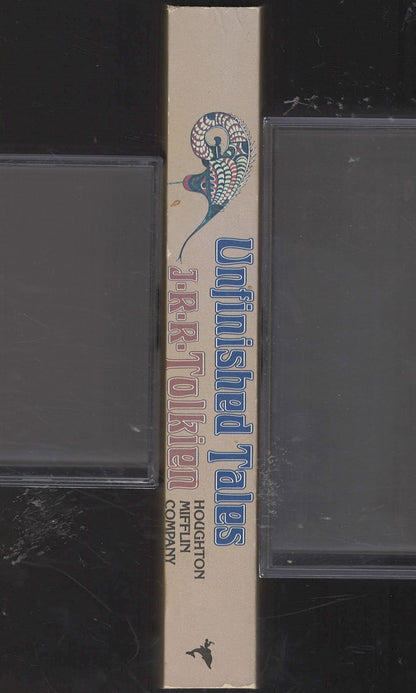 Unfinished Tales
J·R·R·Tolkien
HOUGHTON
MIFFLIN
COMPANY